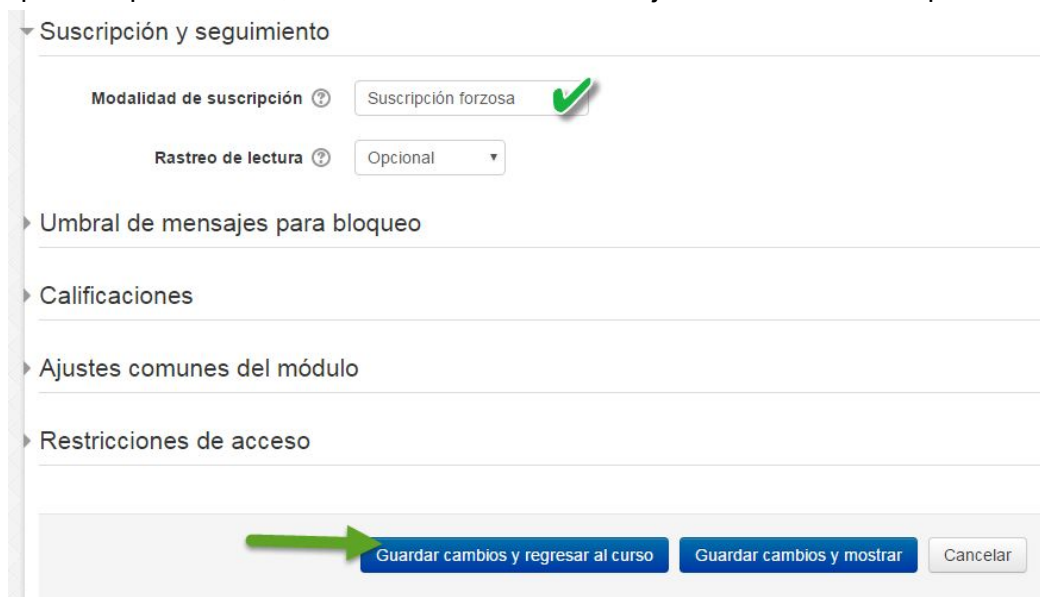 Suscripción y seguimiento
Modalidad de suscripción
Suscripción forzosa
Rastreo de lectura
Opcional
Umbral de mensajes para bloqueo
Calificaciones
Ajustes comunes del módulo
Restricciones de acceso
Guardar cambios y regresar al curso
Guardar cambios y mostrar
Cancelar